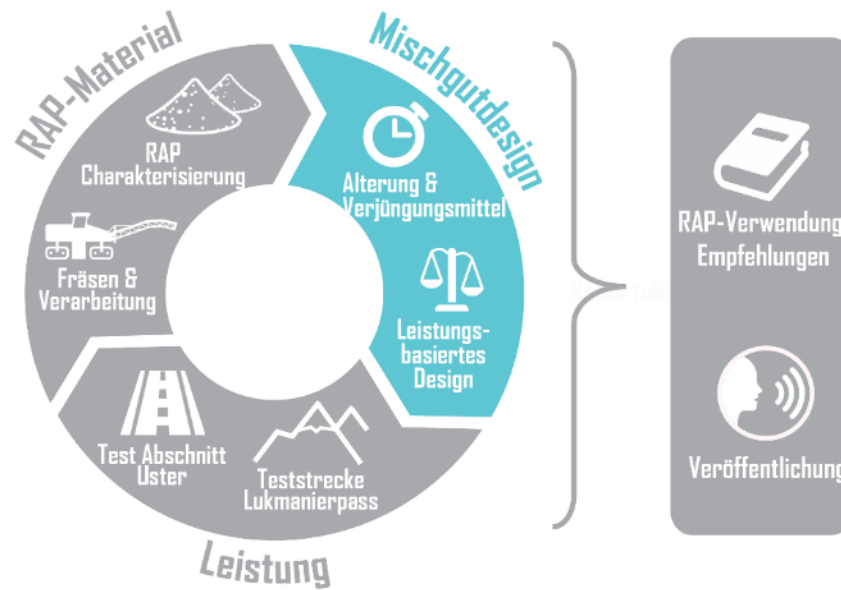 RAP-Material
RAP
Charakterisierung
Fräsen &
Verarbeitung
Mischgutdesign
Alterung &
Verjüngungsmittel
Leistungs-
basiertes
Design
Test Abschnitt
Uster
Teststrecke
Lukmanierpass
Leistung
RAP-Verwendung
Empfehlungen
Veröffentlichung